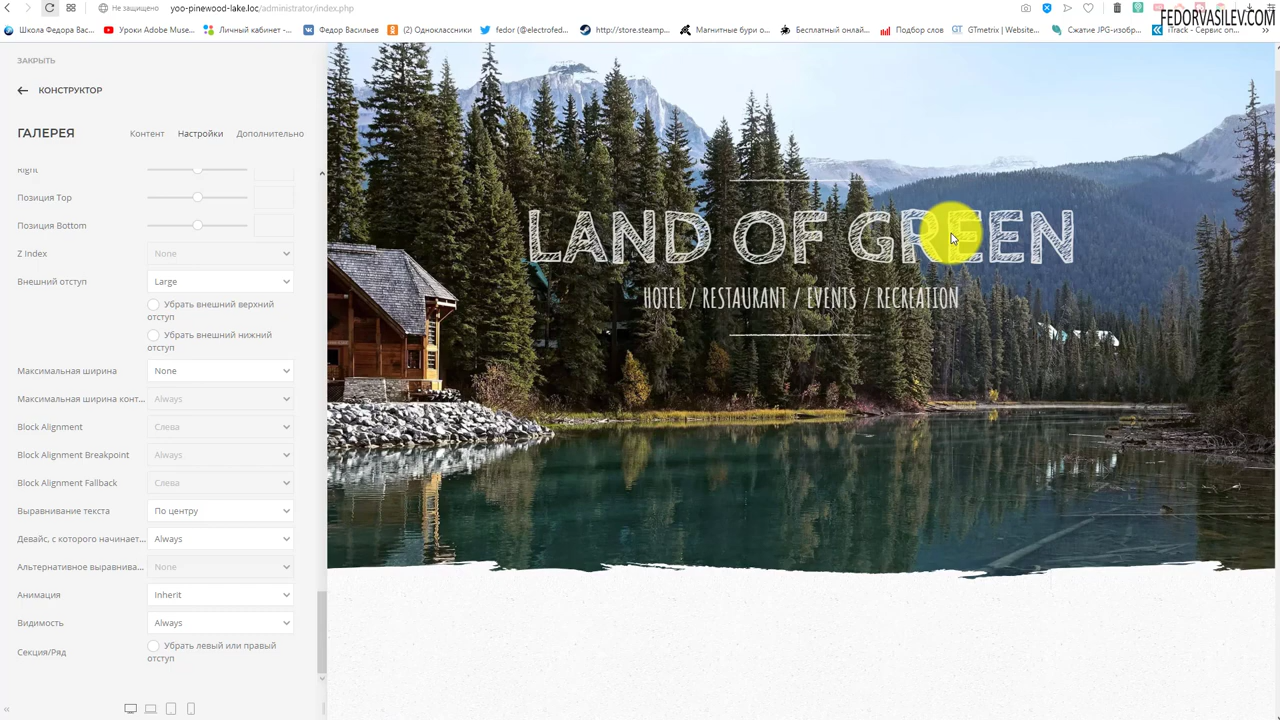 Не защищено yoo-pinewood-lake.loc/administrator/index.php
FEDORVASILEV.COM
Школа Федора Вас...
Уроки Adobe Muse...
Личный кабинет -...
Федор Васильев
(2) Одноклассники
fedor (@electrofed...
http://store.steamp...
Магнитные бури о...
Бесплатный онлай...
Подбор слов
GTmetrix | Website...
Сжатие JPG-изобр...
iTrack - Сервис оп...
ЗАКРЫТЬ
КОНСТРУКТОР
ГАЛЕРЕЯ Контент Настройки Дополнительно
Right
Позиция Top
Позиция Bottom
Z Index None
Внешний отступ Large
Убрать внешний верхний
отступ
Убрать внешний нижний
отступ
Максимальная ширина None
Максимальная ширина конт... Always
Block Alignment Слева
Block Alignment Breakpoint Always
Block Alignment Fallback Слева
Выравнивание текста По центру
Девайс, с которого начинает... Always
Альтернативное выравнива... None
Анимация Inherit
Видимость Always
Секция/Ряд Убрать левый или правый
отступ
LAND OF GREEN
HOTEL / RESTAURANT / EVENTS / RECREATION